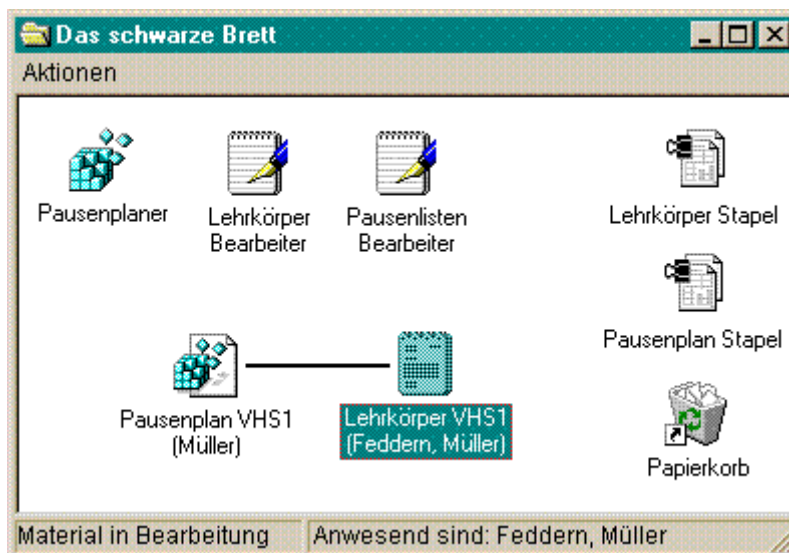 Das schwarze Brett
Aktionen
Pausenplaner
Lehrkörper
Bearbeiter
Pausenlisten
Bearbeiter
Lehrkörper Stapel
Pausenplan Stapel
Pausenplan VHS1
(Müller)
Lehrkörper VHS1
(Feddern, Müller)
Papierkorb
Material in Bearbeitung
Anwesend sind: Feddern, Müller